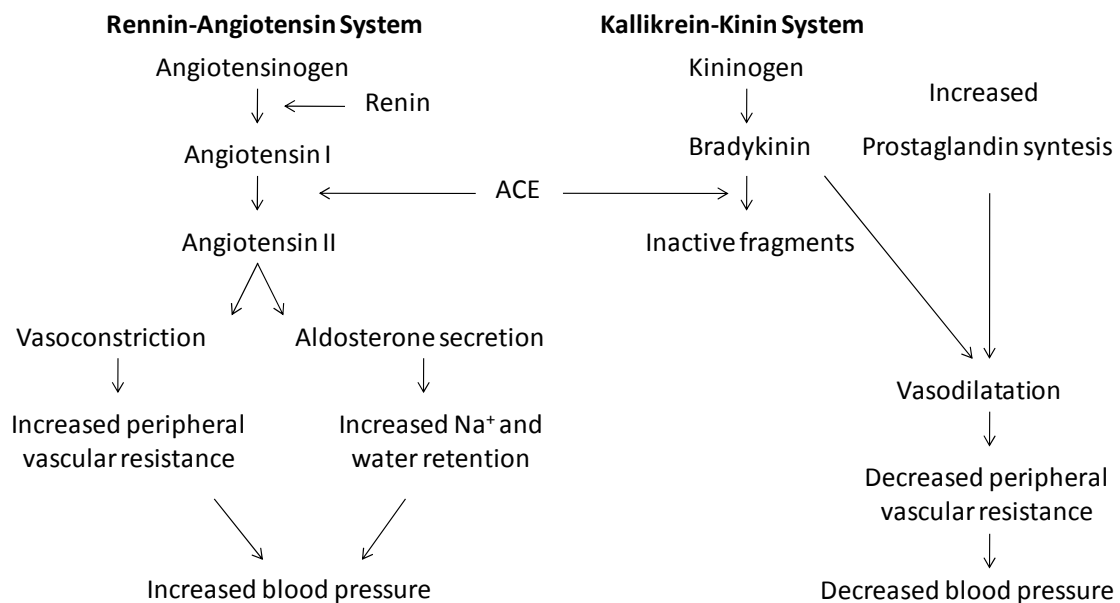 Rennin-Angiotensin System
Kallikrein-Kinin System
Angiotensinogen
Kininogen
Renin
Increased
Angiotensin I
Bradykinin
Prostaglandin syntesis
ACE
Angiotensin II
Inactive fragments
Vasoconstriction
Aldosterone secretion
Vasodilatation
Increased peripheral
vascular resistance
Increased Na⁺ and
water retention
Decreased peripheral
vascular resistance
Increased blood pressure
Decreased blood pressure